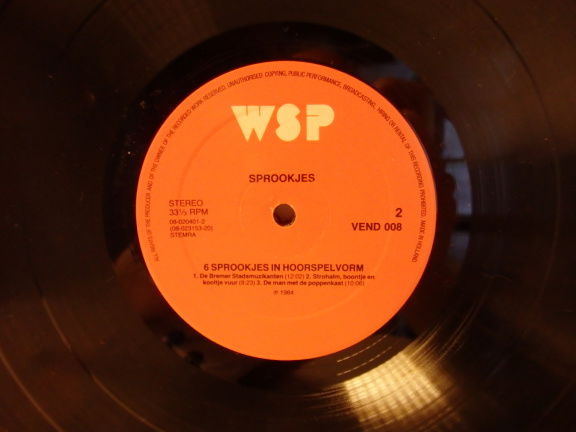 ALL RIGHTS OF THE PRODUCER AND OF THE OWNER OF THE RECORDED WORK RESERVED. UNAUTHORISED COPYING, PUBLIC PERFORMANCE, BROADCASTING, HIRING OR RENTAL OF THIS RECORDING PROHIBITED. MADE IN HOLLAND
WSP
SPROOKJES
STEREO
33⅓ RPM
08-020401-2
(08-023153-20)
STEMRA
2
VEND 008
6 SPROOKJES IN HOORSPELVORM
1. De Bremer Stadsmuzikanten (12:02) 2. Strohalm, boontje en
kooltje vuur (8:23) 3. De man met de poppenkast (10:06)
℗ 1984